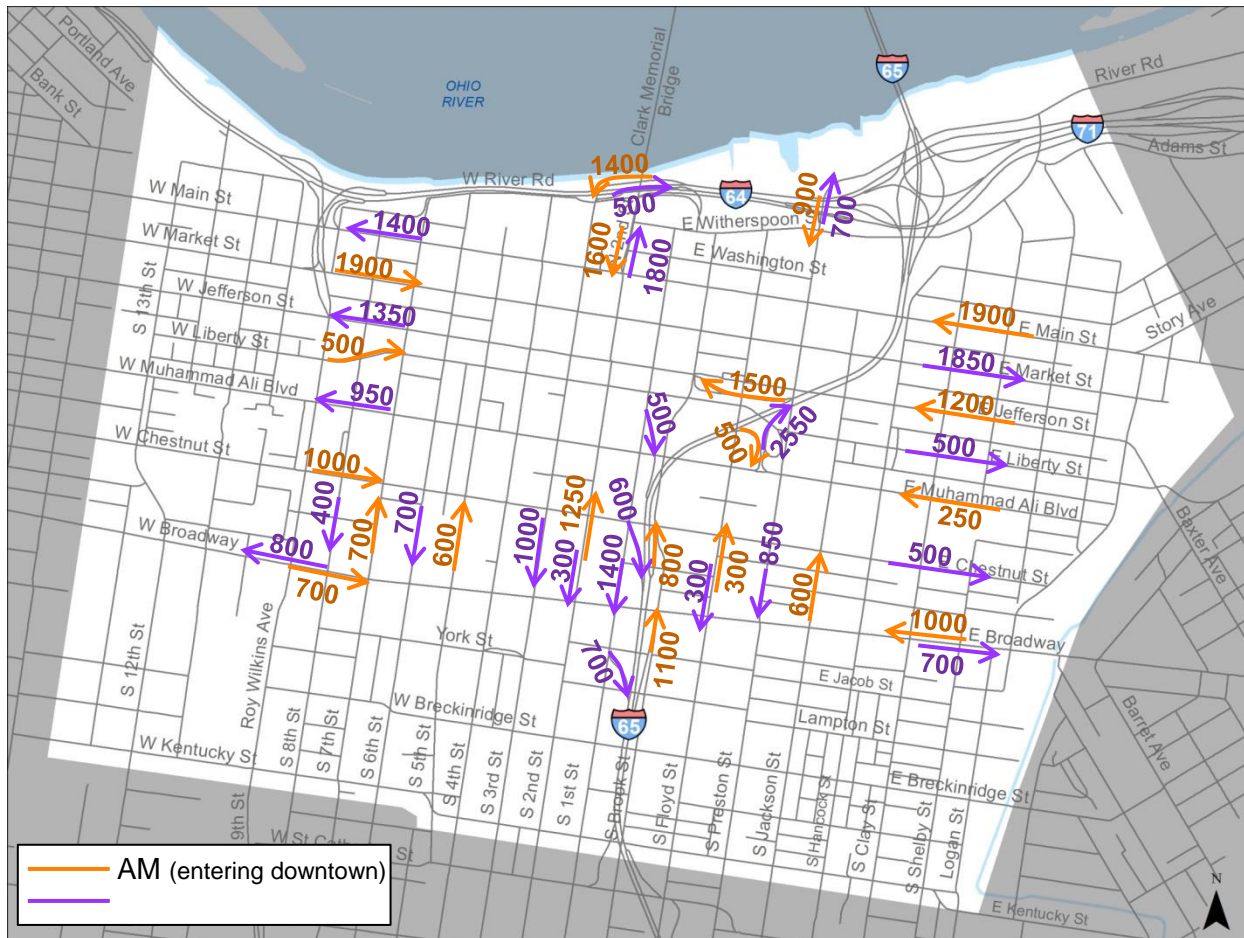 Portland Ave
Bank St
OHIO
RIVER
Clark Memorial
Bridge
65
River Rd
71
Adams St
W River Rd
64
1400
500
900
700
E Witherspoon St
W Main St
1400
1600
1800
E Washington St
W Market St
1900
S 13th St
W Jefferson St
1350
1900
E Main St
Story Ave
W Liberty St
500
1850
E Market St
W Muhammad Ali Blvd
950
1500
1200
E Jefferson St
500
500
2550
500
E Liberty St
W Chestnut St
1000
E Muhammad Ali Blvd
250
Baxter Ave
400
700
700
600
1000
300
1250
1400
600
800
300
300
850
600
W Broadway
800
700
500
E Chestnut St
1000
E Broadway
700
York St
700
1100
E Jacob St
S 12th St
Roy Wilkins Ave
W Breckinridge St
65
Lampton St
Barret Ave
W Kentucky St
S 8th St
S 7th St
S 6th St
S 5th St
S 4th St
S 3rd St
S 2nd St
S 1st St
S Brook St
S Floyd St
S Preston St
S Jackson St
S Hancock St
S Clay St
S Shelby St
Logan St
E Breckinridge St
9th St
AM (entering downtown)
E Kentucky St
N